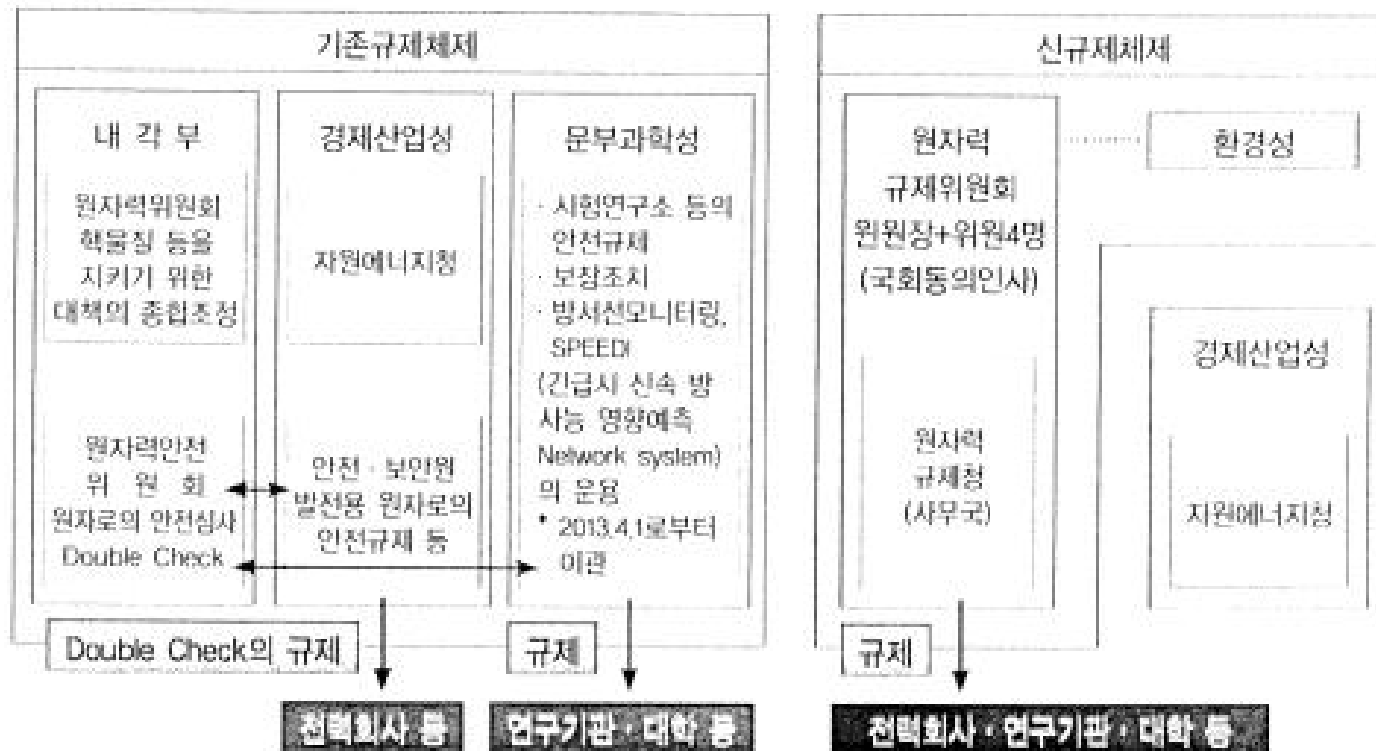 기존규제체제
내 각 부
원자력위원회
핵물질 등을
지키기 위한
대책의 종합조정
원자력안전
위 원 회
원자로의 안전심사
Double Check
경제산업성
자원에너지청
안전·보안원
발전용 원자로의
안전규제 등
문부과학성
· 시험연구소 등의
안전규제
· 보장조치
· 방서선모니터링,
SPEEDI
(긴급시 신속 방
사능 영향예측
Network system)
의 운용
* 2013.4.1로부터
이관
Double Check의 규제
규제
전력회사 등
연구기관·대학 등
신규제체제
원자력
규제위원회
위원장+위원4명
(국회동의인사)
원자력
규제청
(사무국)
환경성
경제산업성
자원에너지청
규제
전력회사·연구기관·대학 등